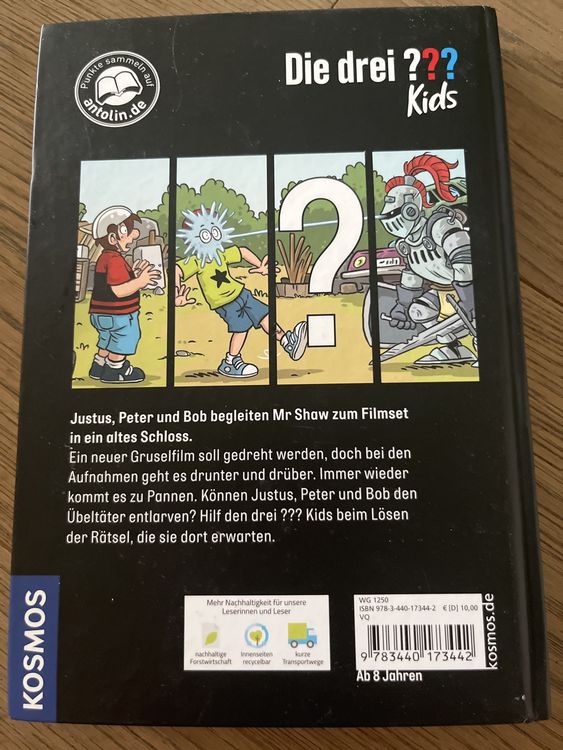 Punkte sammeln auf
antolin.de
Die drei ???
Kids
?
Justus, Peter und Bob begleiten Mr Shaw zum Filmset
in ein altes Schloss.
Ein neuer Gruselfilm soll gedreht werden, doch bei den
Aufnahmen geht es drunter und drüber. Immer wieder
kommt es zu Pannen. Können Justus, Peter und Bob den
Übeltäter entlarven? Hilf den drei ??? Kids beim Lösen
der Rätsel, die sie dort erwarten.
KOSMOS
Mehr Nachhaltigkeit für unsere
Leserinnen und Leser
nachhaltige
Forstwirtschaft
Innenseiten
recycelbar
kurze
Transportwege
WG 1250
ISBN 978-3-440-17344-2 € (D) 10,00
VQ
9 783440 173442
kosmos.de
Ab 8 Jahren